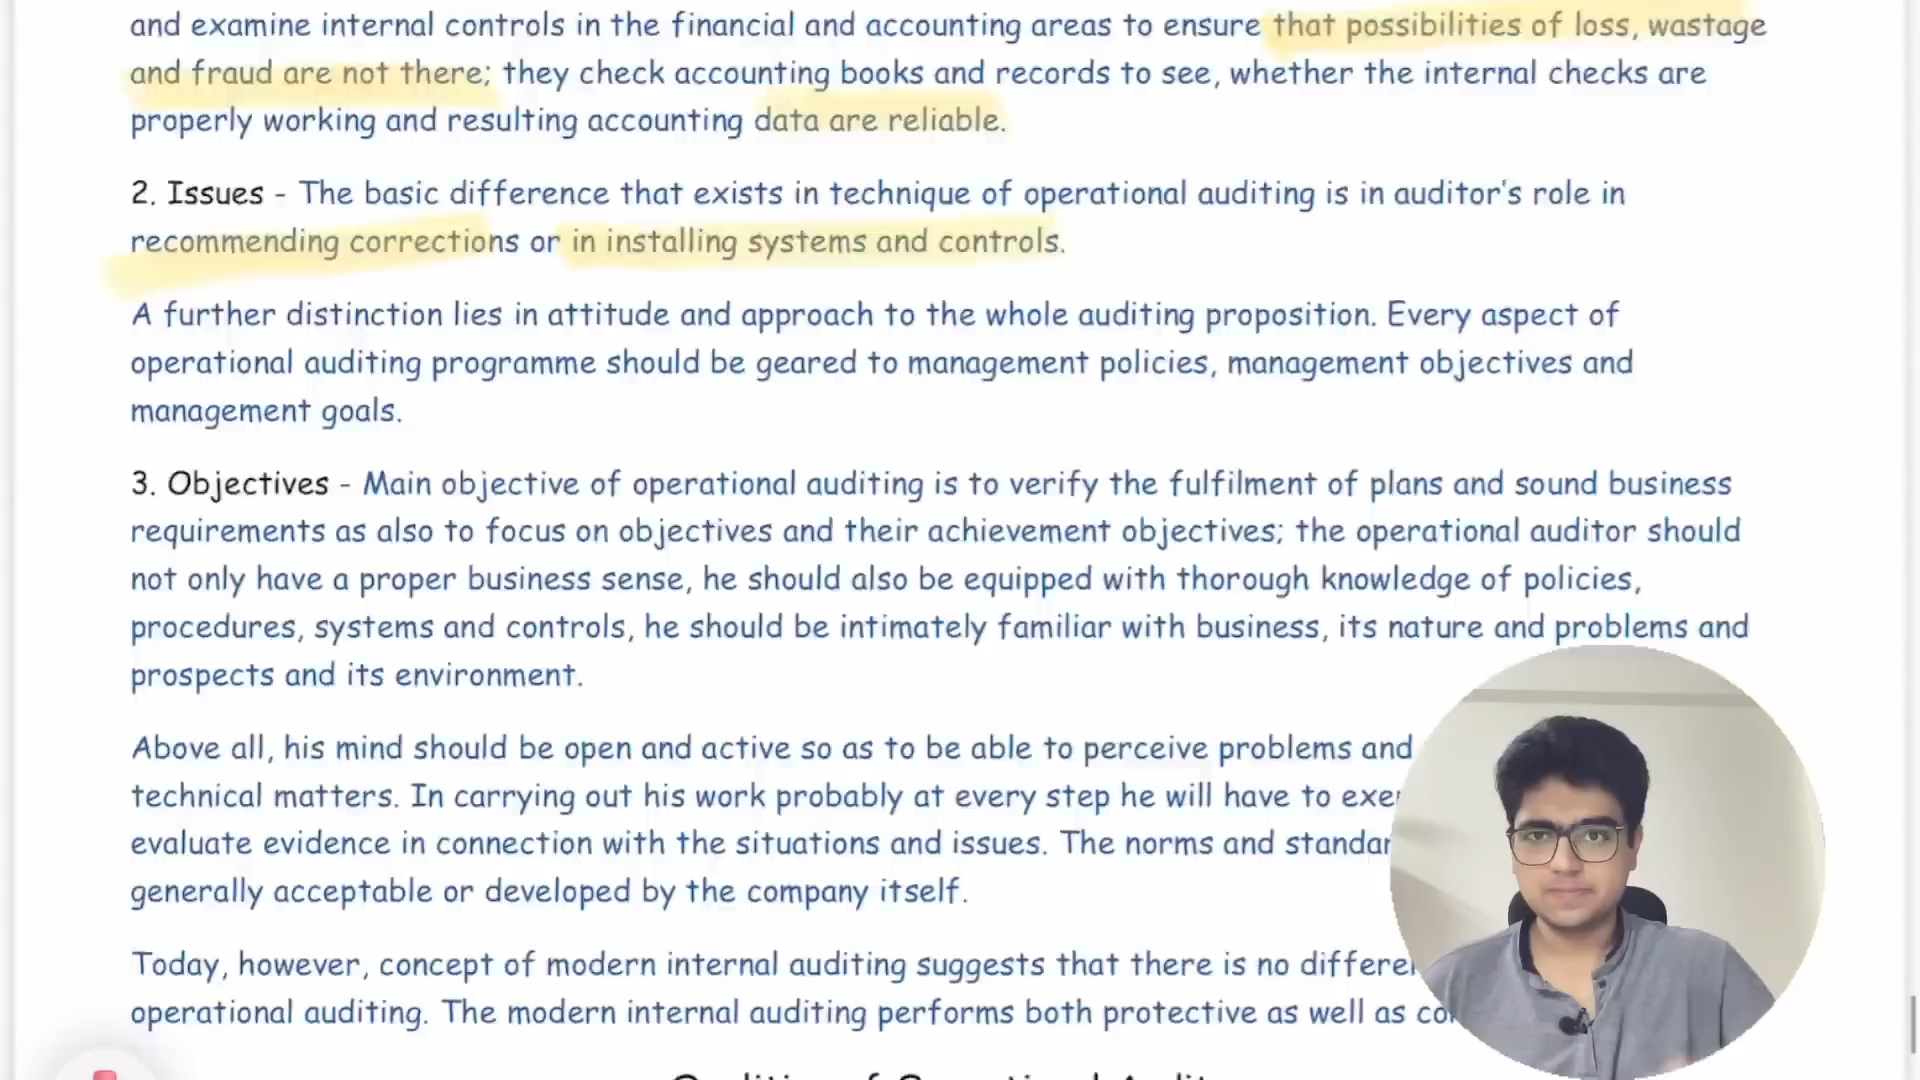 and examine internal controls in the financial and accounting areas to ensure that possibilities of loss, wastage
and fraud are not there; they check accounting books and records to see, whether the internal checks are
properly working and resulting accounting data are reliable.
2. Issues - The basic difference that exists in technique of operational auditing is in auditor's role in
recommending corrections or in installing systems and controls.
A further distinction lies in attitude and approach to the whole auditing proposition. Every aspect of
operational auditing programme should be geared to management policies, management objectives and
management goals.
3. Objectives - Main objective of operational auditing is to verify the fulfilment of plans and sound business
requirements as also to focus on objectives and their achievement objectives; the operational auditor should
not only have a proper business sense, he should also be equipped with thorough knowledge of policies,
procedures, systems and controls, he should be intimately familiar with business, its nature and problems and
prospects and its environment.
Above all, his mind should be open and active so as to be able to perceive problems and
technical matters. In carrying out his work probably at every step he will have to
evaluate evidence in connection with the situations and issues. The norms and
generally acceptable or developed by the company itself.
Today, however, concept of modern internal auditing suggests that there is no
operational auditing. The modern internal auditing performs both protective as well as